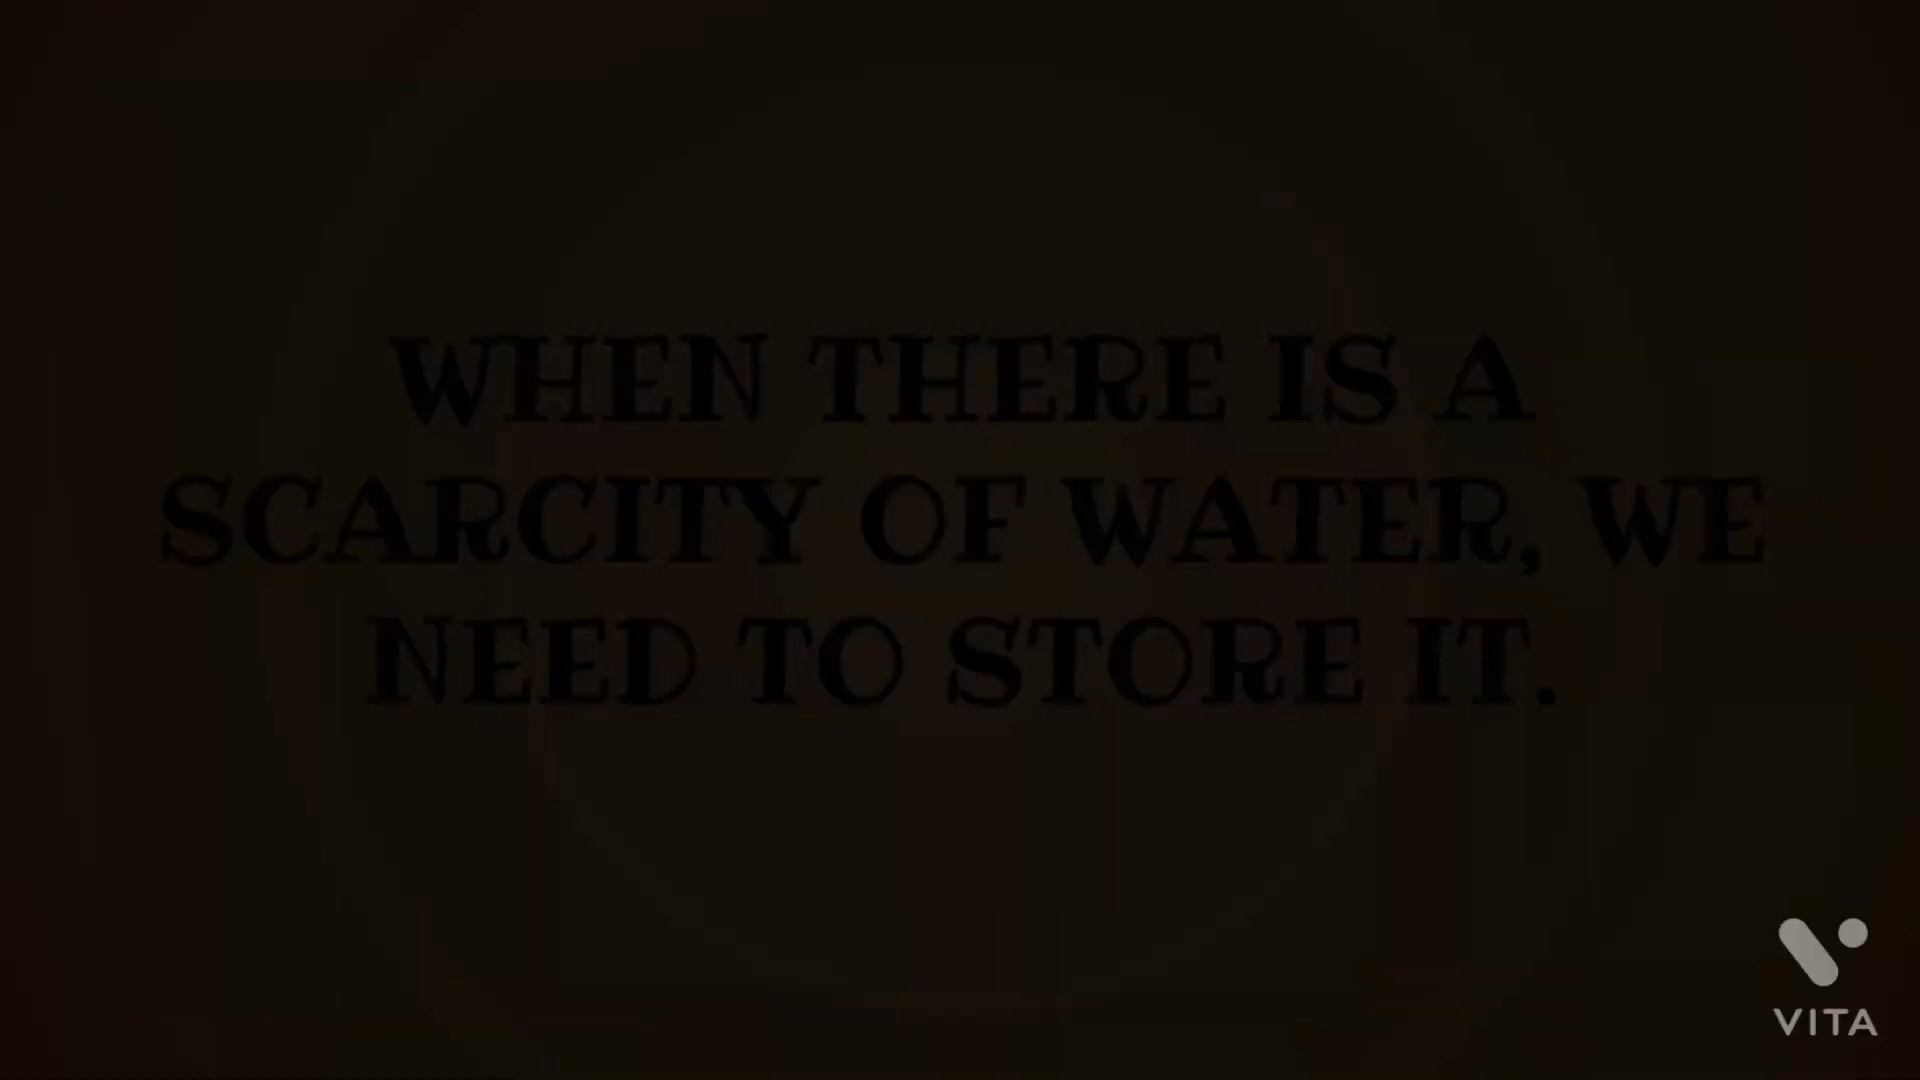 WHEN THERE IS A
SCARCITY OF WATER, WE
NEED TO STORE IT.
VITA